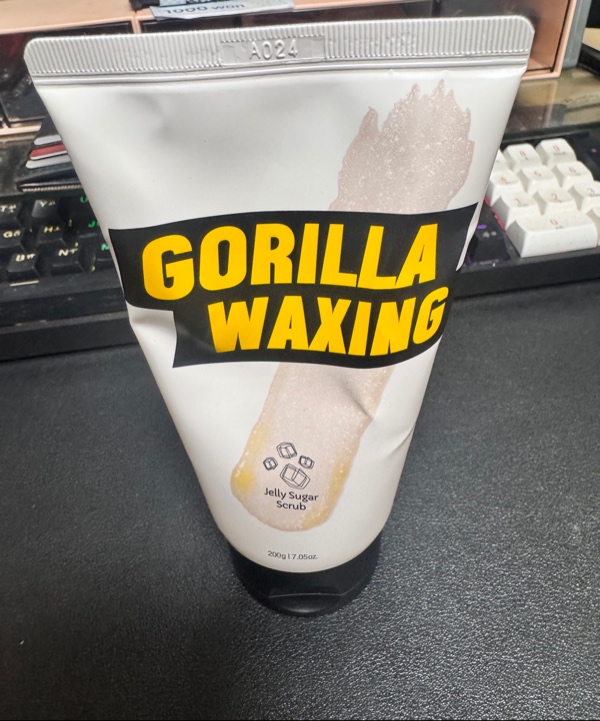 1000 won
A024
GORILLA
WAXING
Jelly Sugar
Scrub
200g | 7.05oz.